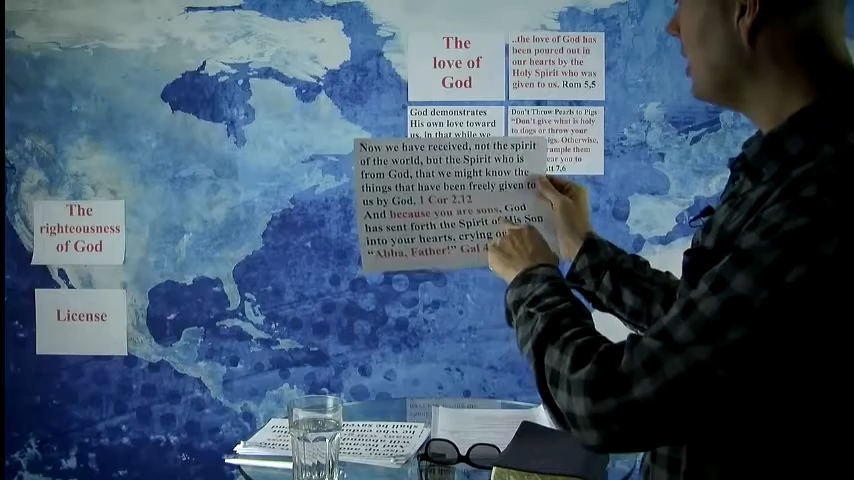 The
love of
God
..the love of God has
been poured out in
our hearts by the
Holy Spirit who was
given to us. Rom 5,5
God demonstrates
His own love toward
us, in that while we
Don't Throw Pearls to Pigs
"Don't give what is holy
to dogs or throw your
igs. Otherwise,
rample them
ear you to
tt 7,6
Now we have received, not the spirit
of the world, but the Spirit who is
from God, that we might know the
things that have been freely given to
us by God. 1 Cor 2,12
And because you are sons, God
has sent forth the Spirit of His Son
into your hearts, crying
"Abba, Father!" Gal 4
The
righteousness
of God
License